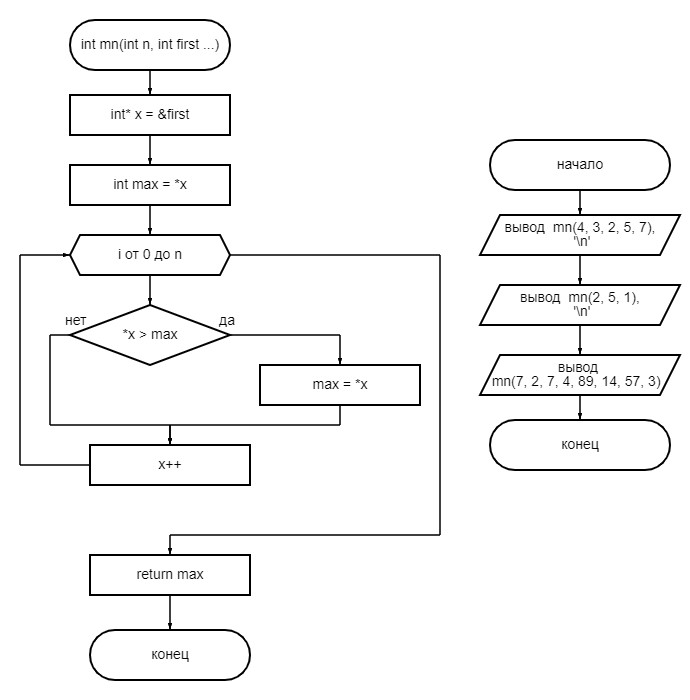 int mn(int n, int first ...)
int* x = &first
int max = *x
i от 0 до n
нет
*x > max
да
max = *x
x++
return max
конец
начало
вывод  mn(4, 3, 2, 5, 7),
'\n'
вывод  mn(2, 5, 1),
'\n'
вывод
mn(7, 2, 7, 4, 89, 14, 57, 3)
конец